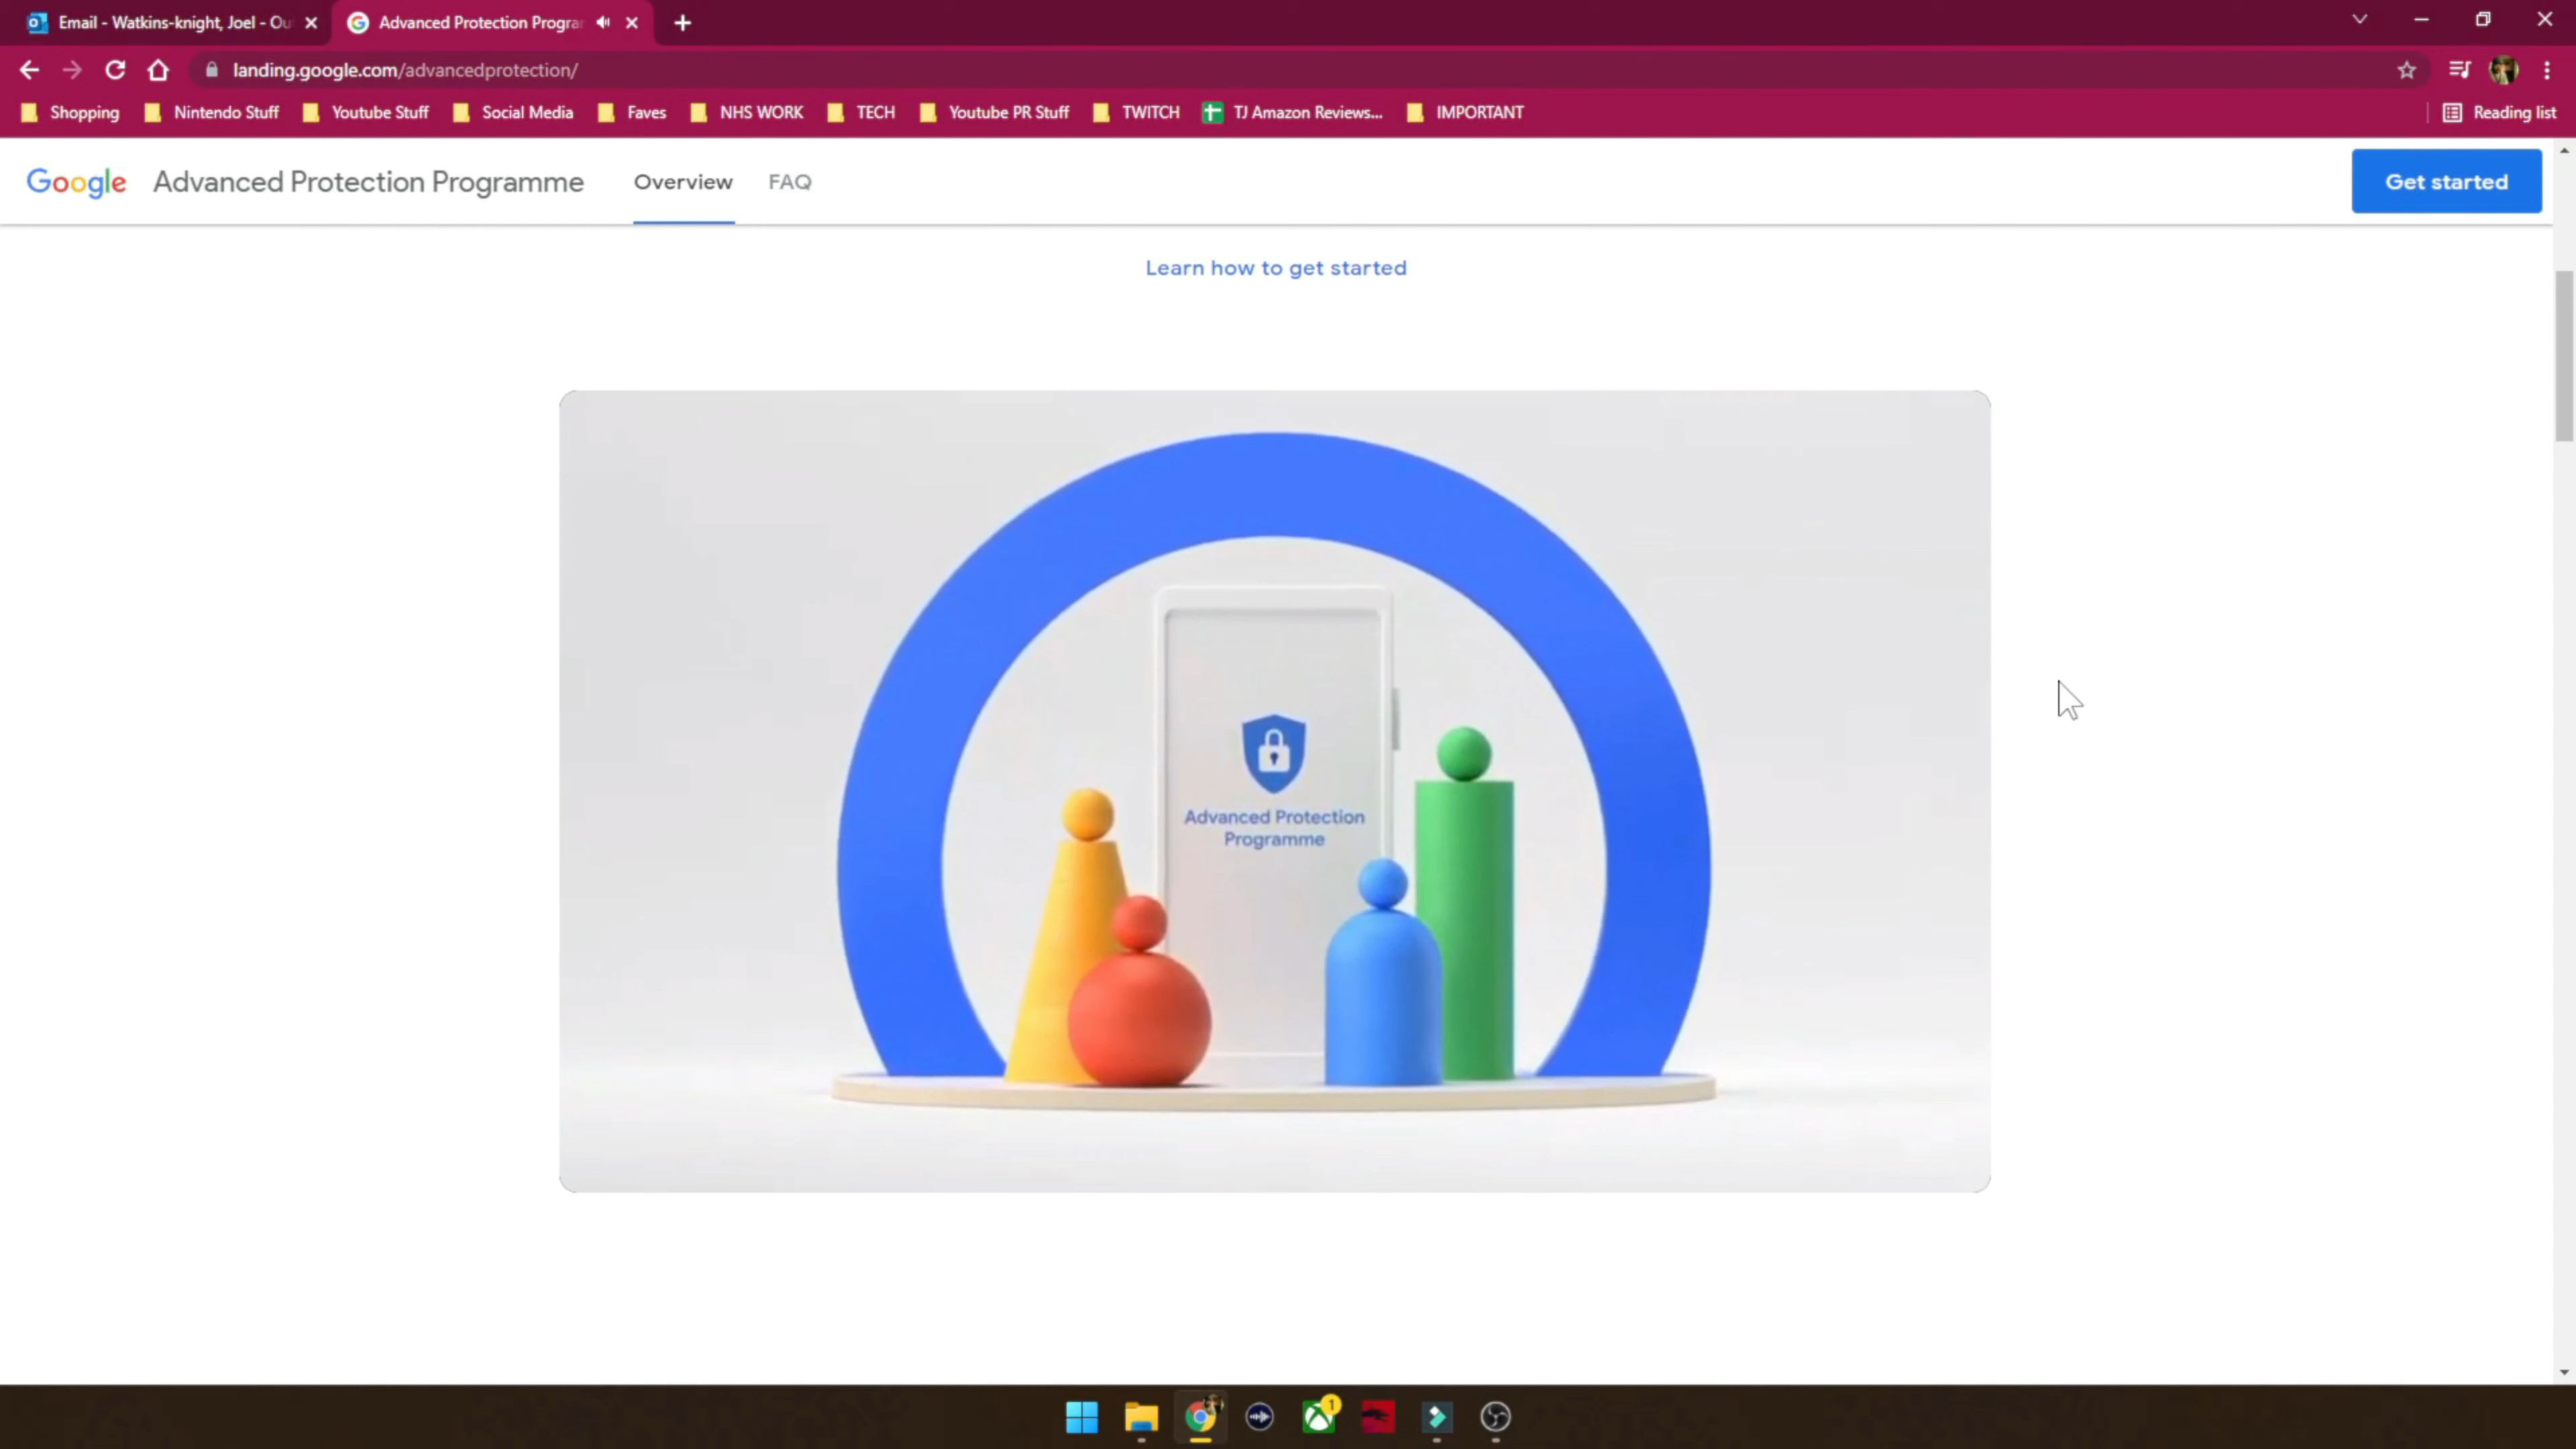 Email - Watkins-knight, Joel - Ou
Advanced Protection Progra
landing.google.com/advancedprotection/
Shopping
Nintendo Stuff
Youtube Stuff
Social Media
Faves
NHS WORK
TECH
Youtube PR Stuff
TWITCH
TJ Amazon Reviews...
IMPORTANT
Reading list
Google Advanced Protection Programme
Overview
FAQ
Get started
Learn how to get started
Advanced Protection
Programme
1